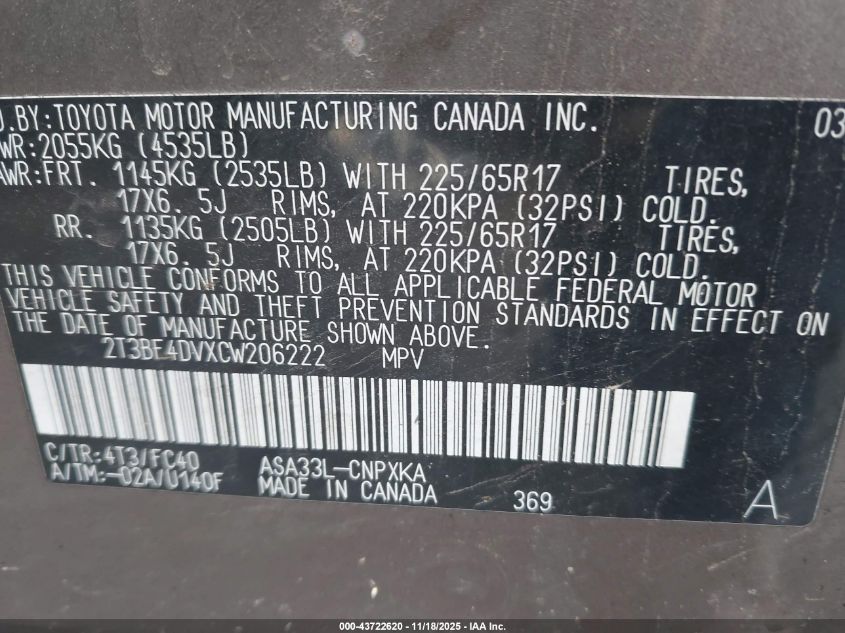 D.BY:TOYOTA MOTOR MANUFACTURING CANADA INC. 03
WR:2055KG (4535LB)
AWR:FRT. 1145KG (2535LB) WITH 225/65R17 TIRES,
17X6.5J RIMS, AT 220KPA (32PSI) COLD.
RR. 1135KG (2505LB) WITH 225/65R17 TIRES,
17X6.5J RIMS, AT 220KPA (32PSI) COLD.
THIS VEHICLE CONFORMS TO ALL APPLICABLE FEDERAL MOTOR
VEHICLE SAFETY AND THEFT PREVENTION STANDARDS IN EFFECT ON
THE DATE OF MANUFACTURE SHOWN ABOVE.
2T3BF4DVXCW206222 MPV
C/TR:4T3/FC40 ASA33L-CNPXKA
A/TM:-02A/U140F MADE IN CANADA 369 A
000-43722620 - 11/18/2025 - IAA Inc.